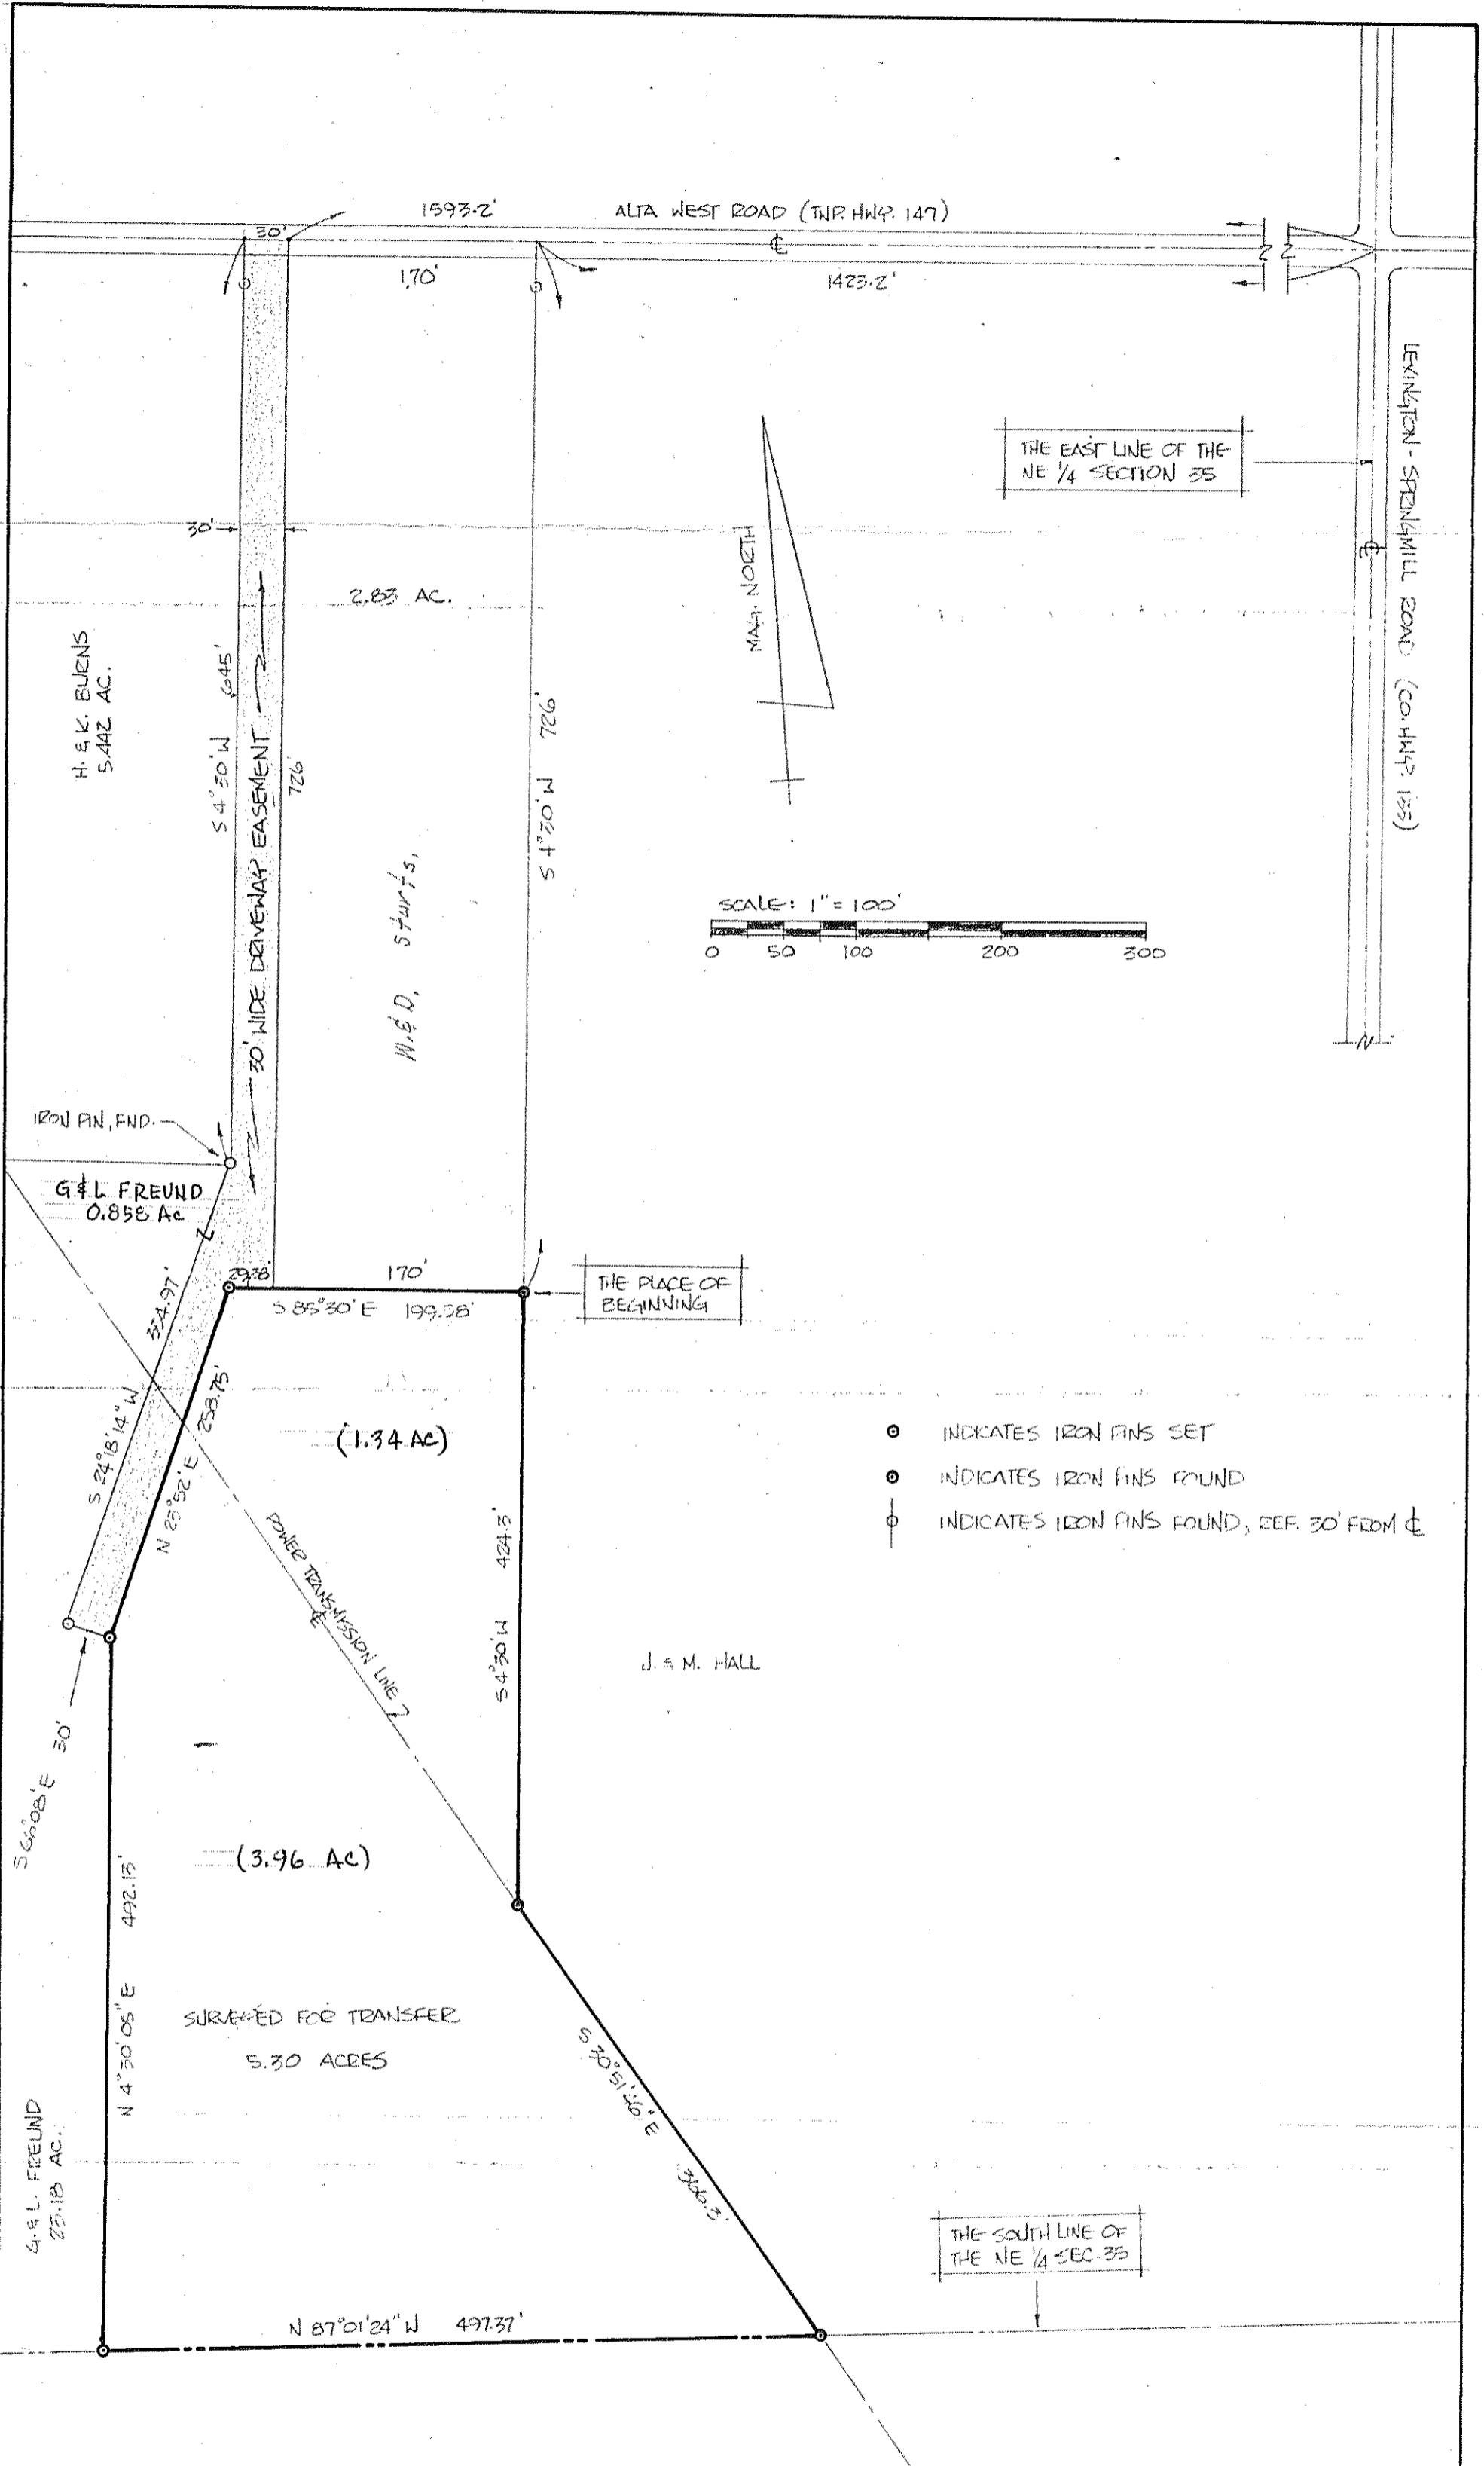 1593.2'
ALTA WEST ROAD (TWP. HWY. 147)
30'
℄
170'
1423.2'
LEXINGTON - SPRINGMILL ROAD (CO. HWY. 133)
℄
THE EAST LINE OF THE
NE 1/4 SECTION 35
30'
2.83 AC.
MAG. NORTH
H. & K. BURNS
5.442 AC.
S 4°30' W 645'
30' WIDE DRIVEWAY EASEMENT
726'
S 4°30' W 726'
W. & D. Sturts,
SCALE: 1" = 100'
0 50 100 200 300
IRON PIN, FND.
G & L FREUND
0.858 AC
29.38'
170'
S 85°30' E 199.38'
THE PLACE OF
BEGINNING
S 24°18'14" W 334.97'
N 23°52' E 258.75'
(1.34 AC)
INDICATES IRON PINS SET
INDICATES IRON PINS FOUND
INDICATES IRON PINS FOUND, REF. 30' FROM ℄
POWER TRANSMISSION LINE
℄
S 4°30' W 424.3'
J. & M. HALL
S 66°08' E 30'
(3.96 AC)
N 4°30'05" E 492.13'
SURVEYED FOR TRANSFER
5.30 ACRES
S 30°51'26" E 366.3'
G. & L. FREUND
23.18 AC.
THE SOUTH LINE OF
THE NE 1/4 SEC. 35
N 87°01'24" W 497.37'